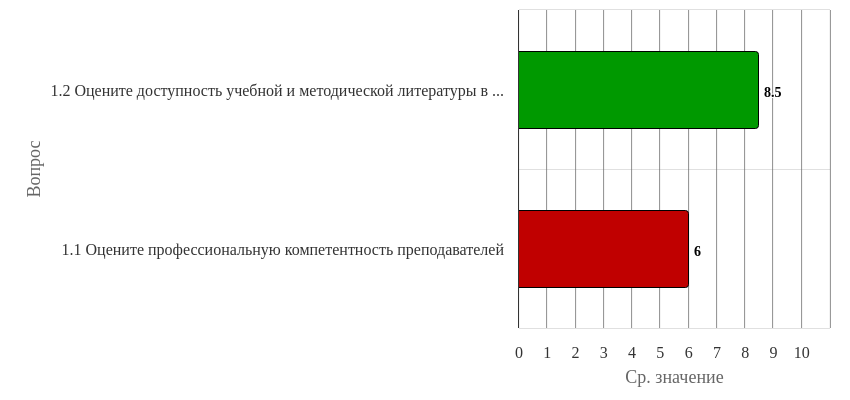 1.2 Оцените доступность учебной и методической литературы в ...
8.5
Вопрос
1.1 Оцените профессиональную компетентность преподавателей
6
0 1 2 3 4 5 6 7 8 9 10
Ср. значение